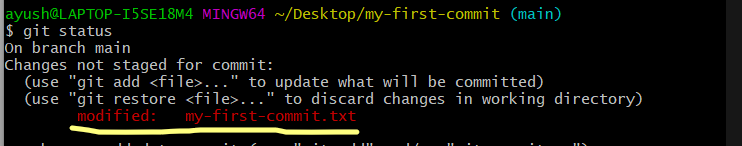 ayush@LAPTOP-I5SE18M4 MINGW64 ~/Desktop/my-first-commit (main)
$ git status
On branch main
Changes not staged for commit:
  (use "git add <file>..." to update what will be committed)
  (use "git restore <file>..." to discard changes in working directory)
        modified:   my-first-commit.txt